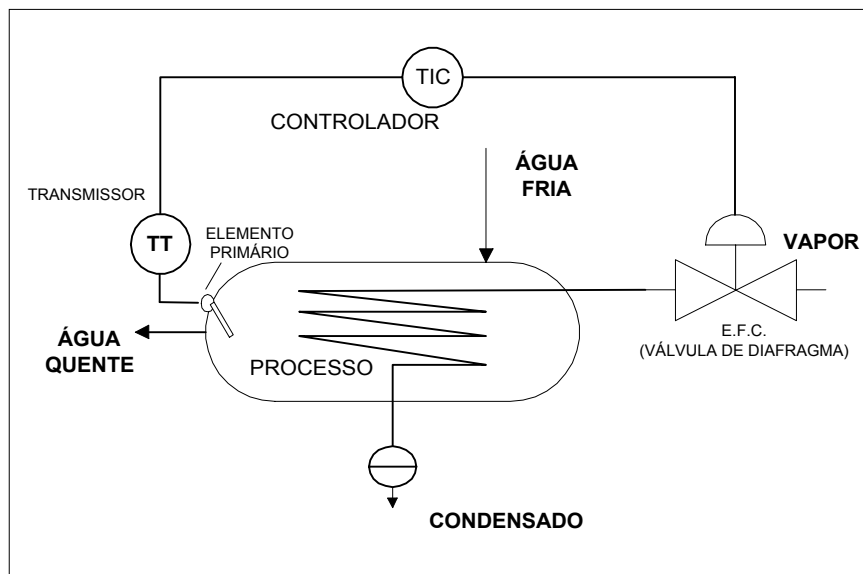 TIC
CONTROLADOR
ÁGUA
FRIA
TRANSMISSOR
TT
ELEMENTO
PRIMÁRIO
VAPOR
ÁGUA
QUENTE
PROCESSO
E.F.C.
(VÁLVULA DE DIAFRAGMA)
CONDENSADO